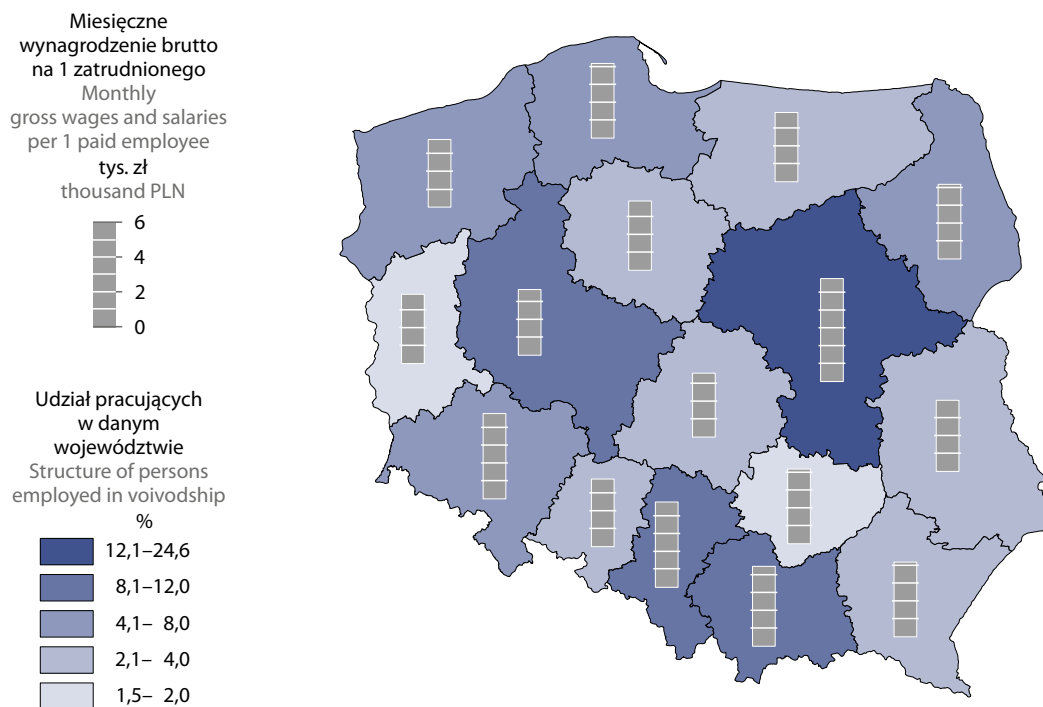 Miesięczne
wynagrodzenie brutto
na 1 zatrudnionego
Monthly
gross wages and salaries
per 1 paid employee
tys. zł
thousand PLN
6
4
2
0
Udział pracujących
w danym
województwie
Structure of persons
employed in voivodship
%
12,1–24,6
8,1–12,0
4,1– 8,0
2,1– 4,0
1,5– 2,0